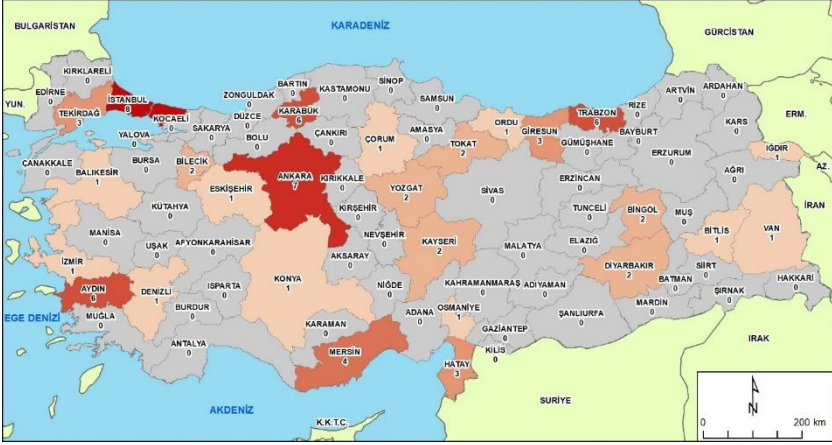 BULGARİSTAN
KARADENİZ
GÜRCİSTAN
YUN.
ERM.
AZ.
İRAN
IRAK
SURİYE
K.K.T.C.
AKDENİZ
EGE DENİZİ
KIRKLARELİ
0
EDİRNE
0
TEKİRDAĞ
3
İSTANBUL
8
KOCAELİ
YALOVA
0
SAKARYA
0
DÜZCE
0
ZONGULDAK
0
BARTIN
0
KARABÜK
6
KASTAMONU
0
SİNOP
0
SAMSUN
0
BOLU
0
ÇANKIRI
0
ÇORUM
1
AMASYA
0
TOKAT
2
ORDU
1
GİRESUN
3
TRABZON
6
GÜMÜŞHANE
0
BAYBURT
0
RİZE
0
ARTVİN
0
ARDAHAN
0
KARS
0
IĞDIR
1
AĞRI
0
ERZURUM
0
ERZİNCAN
0
ÇANAKKALE
0
BALIKESİR
1
BURSA
0
BİLECİK
2
ESKİŞEHİR
1
ANKARA
7
KIRIKKALE
0
KIRŞEHİR
0
YOZGAT
2
SİVAS
0
TUNCELİ
0
BİNGÖL
2
MUŞ
0
BİTLİS
1
VAN
1
KÜTAHYA
0
MANİSA
0
UŞAK
0
AFYONKARAHİSAR
0
İZMİR
1
AYDIN
6
DENİZLİ
1
MUĞLA
0
BURDUR
0
ISPARTA
0
ANTALYA
0
KONYA
1
AKSARAY
0
NEVŞEHİR
0
NİĞDE
0
KAYSERİ
2
KARAMAN
0
MERSİN
4
ADANA
0
OSMANİYE
1
HATAY
3
KAHRAMANMARAŞ
0
GAZİANTEP
0
KİLİS
0
MALATYA
0
ADIYAMAN
0
ELAZIĞ
0
DİYARBAKIR
2
ŞANLIURFA
0
MARDİN
0
BATMAN
0
SİİRT
0
ŞIRNAK
0
HAKKARİ
0
N
0 200 km